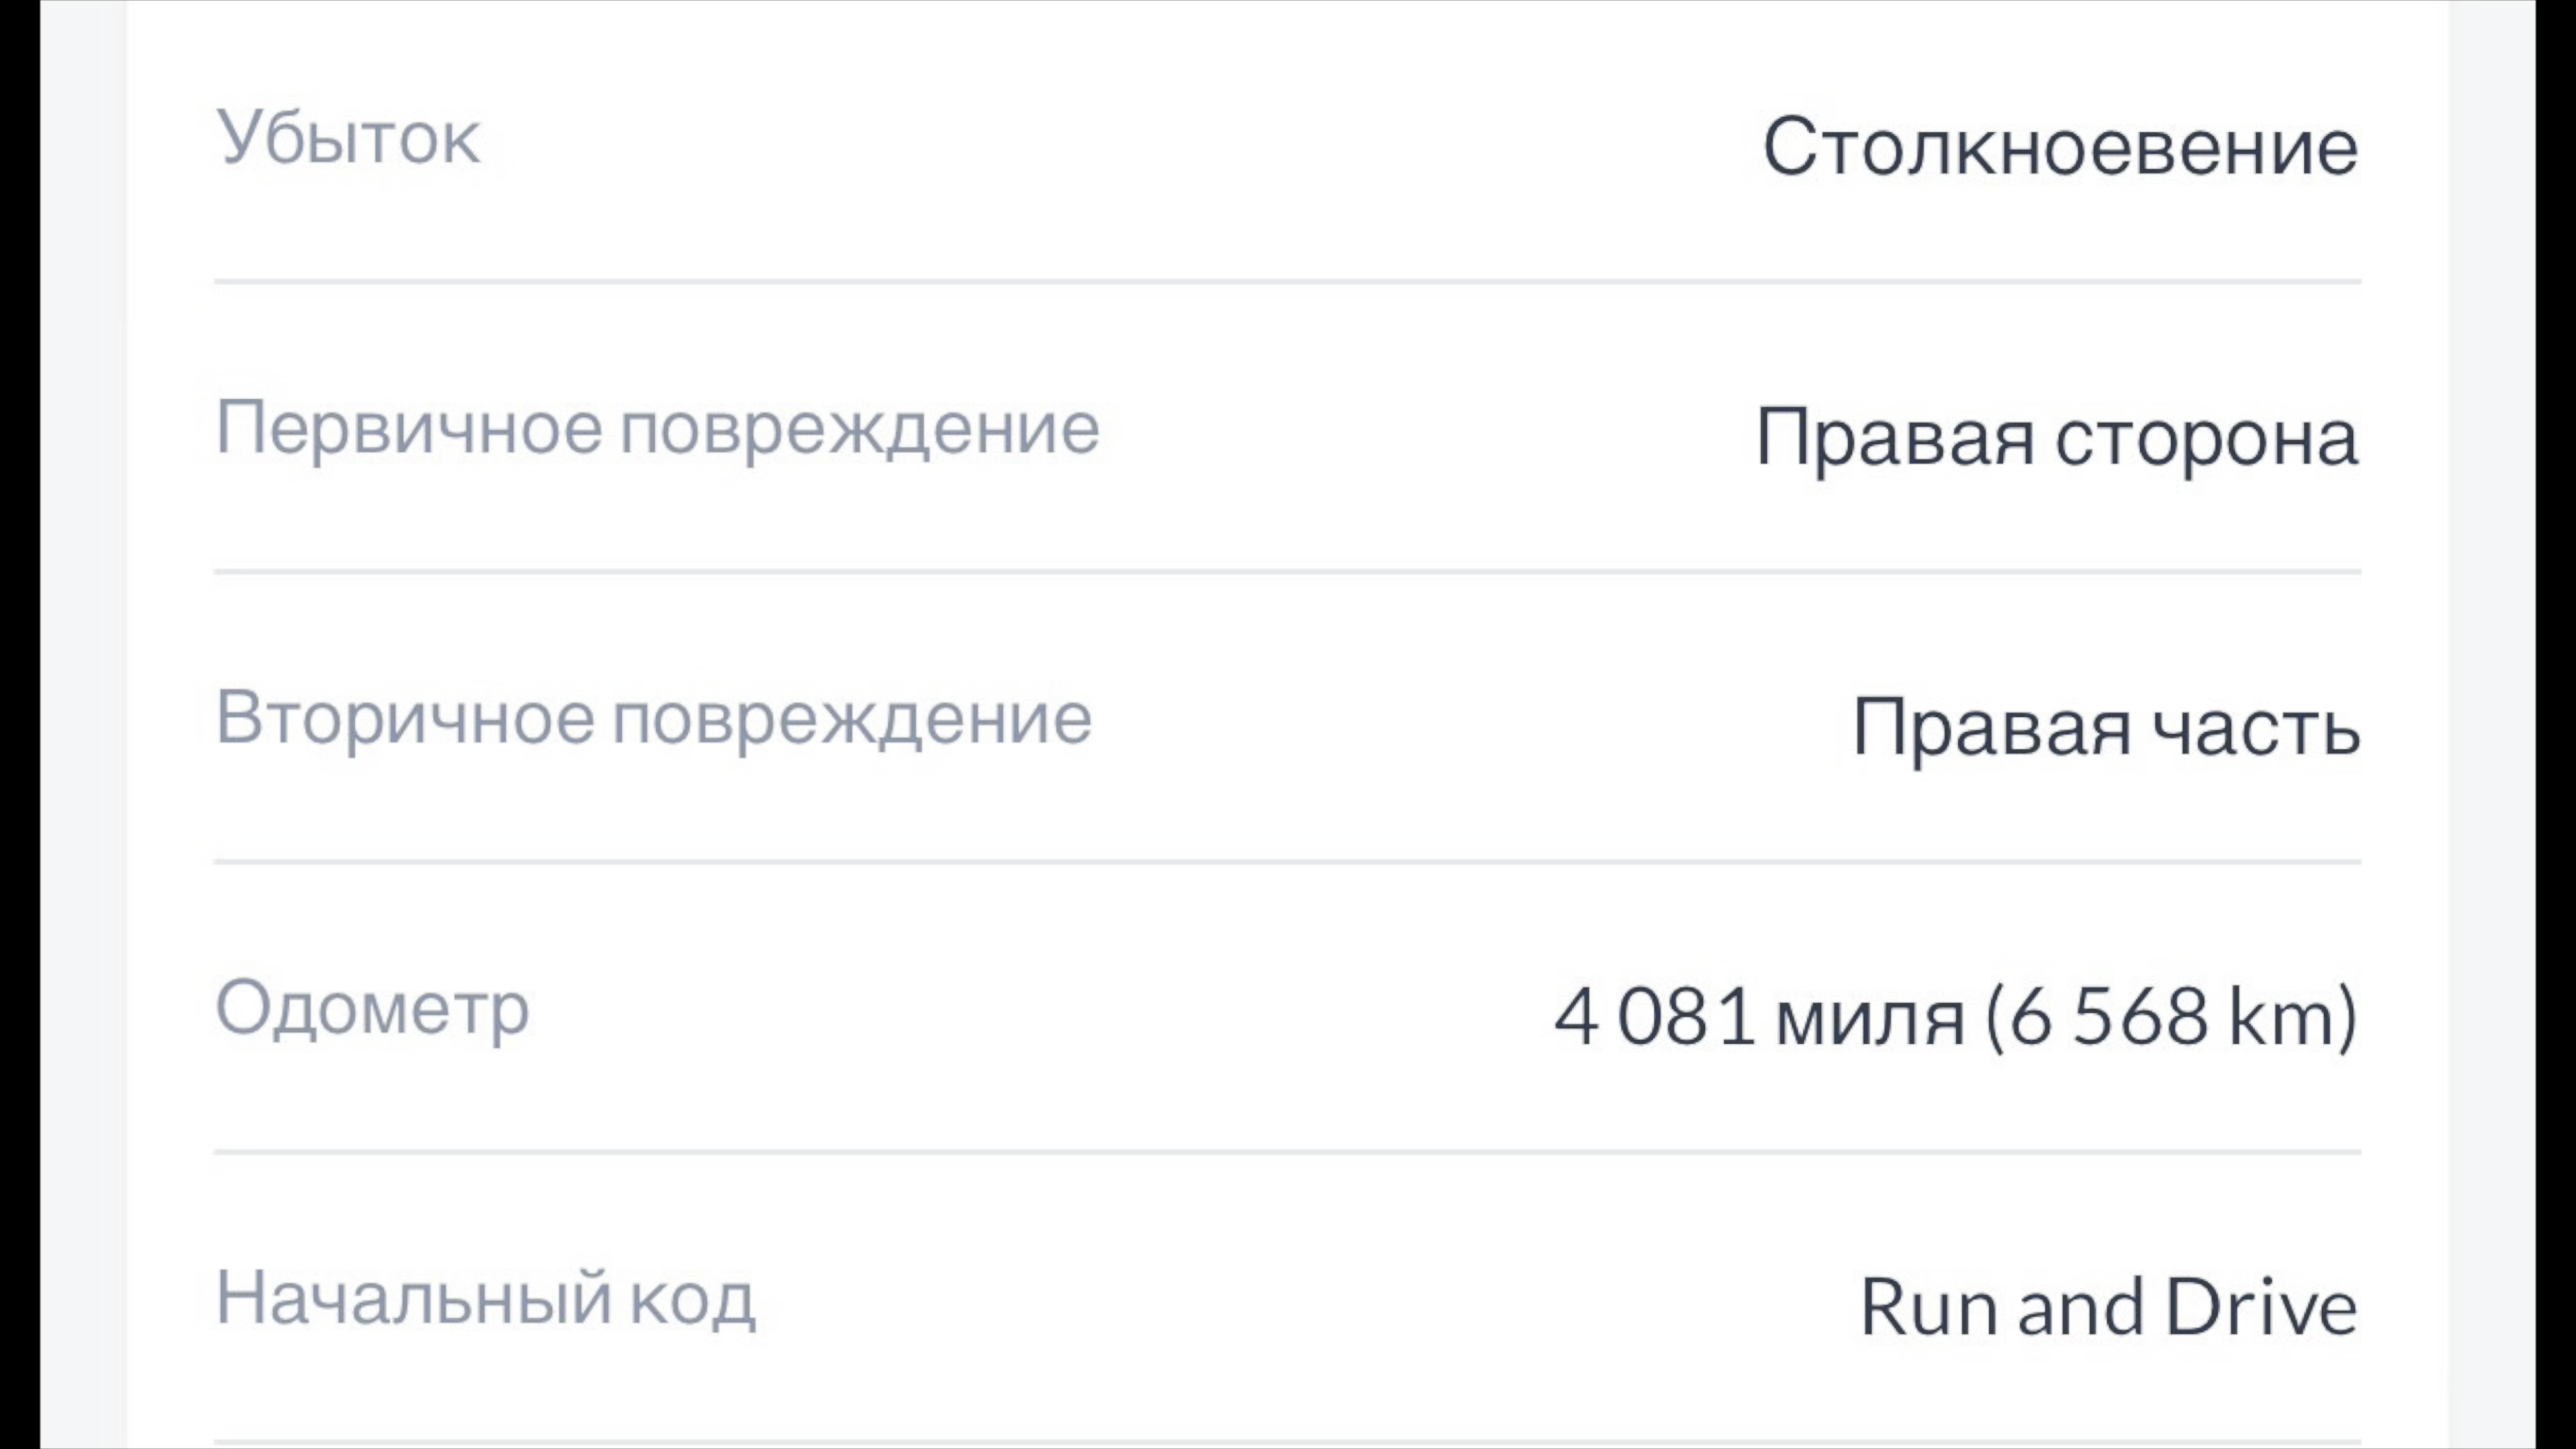 Убыток Столкноевение
Первичное повреждение Правая сторона
Вторичное повреждение Правая часть
Одометр 4 081 миля (6 568 km)
Начальный код Run and Drive